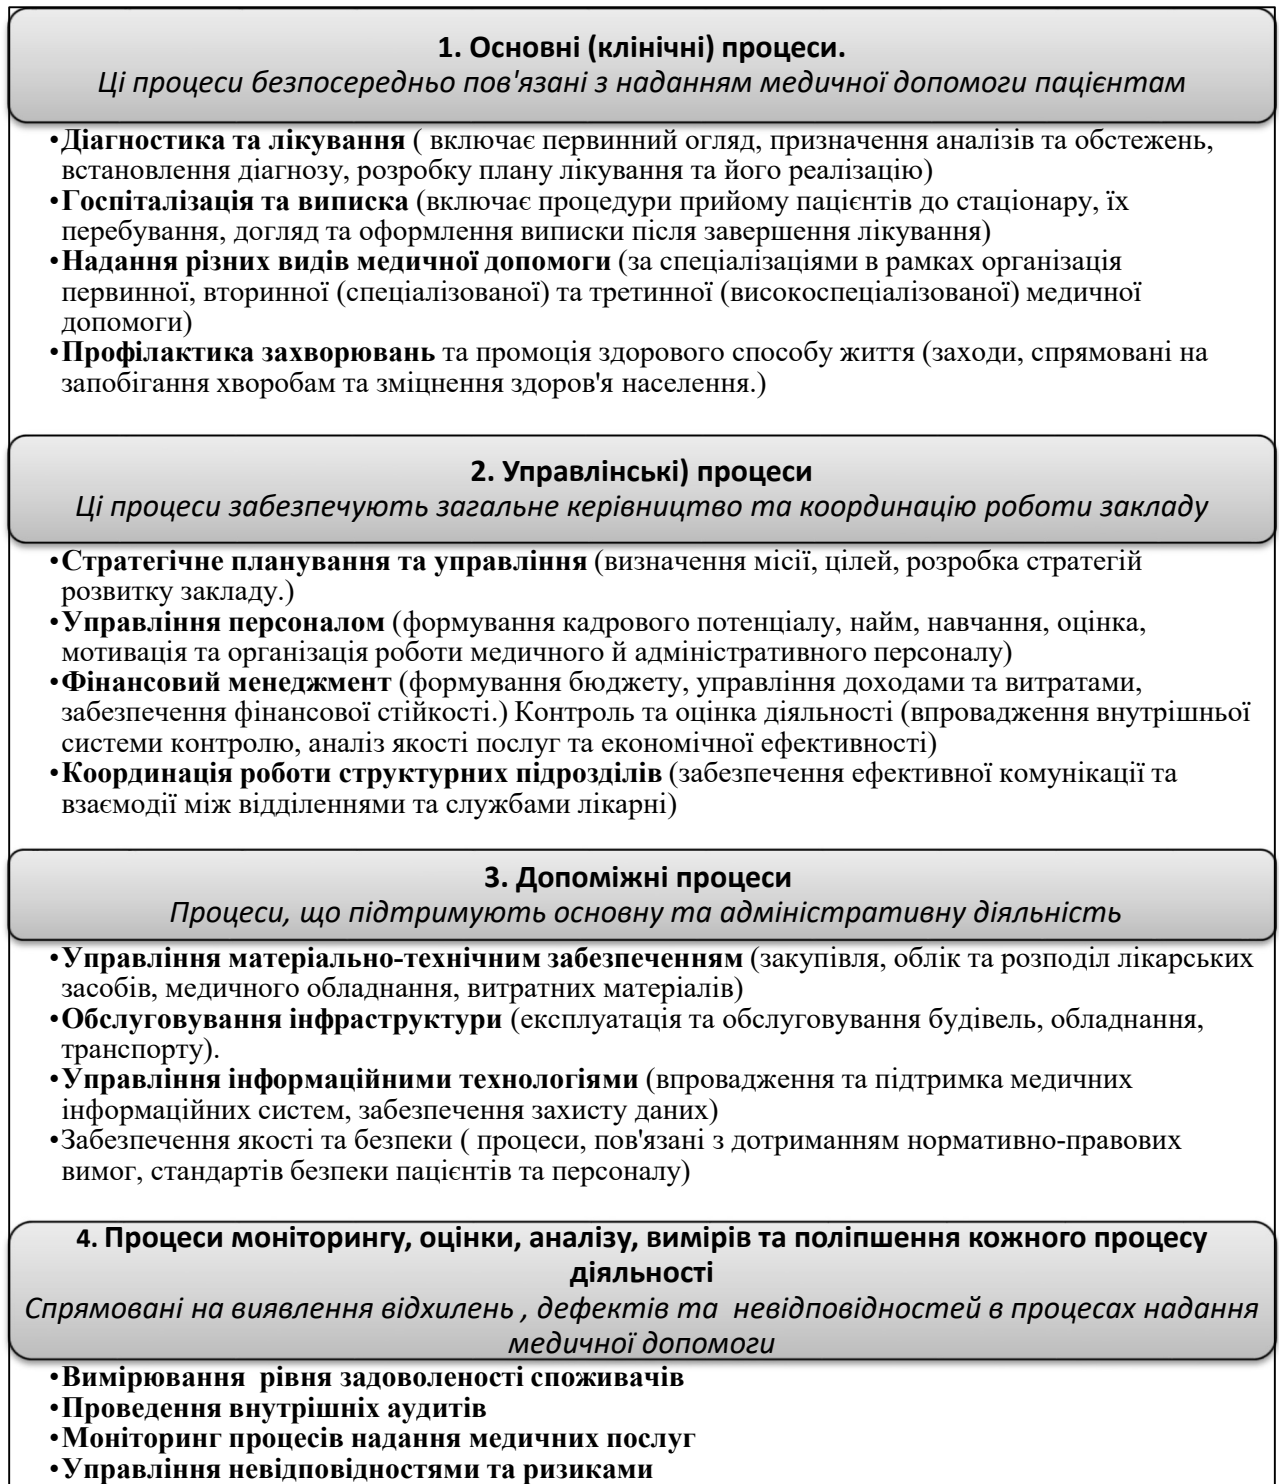 1. Основні (клінічні) процеси.
Ці процеси безпосередньо пов'язані з наданням медичної допомоги пацієнтам
•Діагностика та лікування ( включає первинний огляд, призначення аналізів та обстежень,
встановлення діагнозу, розробку плану лікування та його реалізацію)
•Госпіталізація та виписка (включає процедури прийому пацієнтів до стаціонару, їх
перебування, догляд та оформлення виписки після завершення лікування)
•Надання різних видів медичної допомоги (за спеціалізаціями в рамках організація
первинної, вторинної (спеціалізованої) та третинної (високоспеціалізованої) медичної
допомоги)
•Профілактика захворювань та промоція здорового способу життя (заходи, спрямовані на
запобігання хворобам та зміцнення здоров'я населення.)
2. Управлінські) процеси
Ці процеси забезпечують загальне керівництво та координацію роботи закладу
•Стратегічне планування та управління (визначення місії, цілей, розробка стратегій
розвитку закладу.)
•Управління персоналом (формування кадрового потенціалу, найм, навчання, оцінка,
мотивація та організація роботи медичного й адміністративного персоналу)
•Фінансовий менеджмент (формування бюджету, управління доходами та витратами,
забезпечення фінансової стійкості.) Контроль та оцінка діяльності (впровадження внутрішньої
системи контролю, аналіз якості послуг та економічної ефективності)
•Координація роботи структурних підрозділів (забезпечення ефективної комунікації та
взаємодії між відділеннями та службами лікарні)
3. Допоміжні процеси
Процеси, що підтримують основну та адміністративну діяльність
•Управління матеріально-технічним забезпеченням (закупівля, облік та розподіл лікарських
засобів, медичного обладнання, витратних матеріалів)
•Обслуговування інфраструктури (експлуатація та обслуговування будівель, обладнання,
транспорту).
•Управління інформаційними технологіями (впровадження та підтримка медичних
інформаційних систем, забезпечення захисту даних)
•Забезпечення якості та безпеки ( процеси, пов'язані з дотриманням нормативно-правових
вимог, стандартів безпеки пацієнтів та персоналу)
4. Процеси моніторингу, оцінки, аналізу, вимірів та поліпшення кожного процесу
діяльності
Спрямовані на виявлення відхилень , дефектів та невідповідностей в процесах надання
медичної допомоги
•Вимірювання рівня задоволеності споживачів
•Проведення внутрішніх аудитів
•Моніторинг процесів надання медичних послуг
•Управління невідповідностями та ризиками